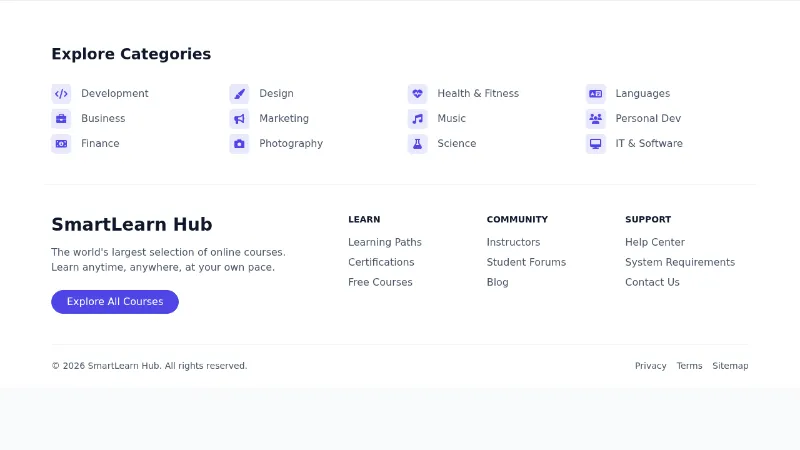 Explore Categories
Development
Design
Health & Fitness
Languages
Business
Marketing
Music
Personal Dev
Finance
Photography
Science
IT & Software
SmartLearn Hub
The world's largest selection of online courses.
Learn anytime, anywhere, at your own pace.
Explore All Courses
LEARN
Learning Paths
Certifications
Free Courses
COMMUNITY
Instructors
Student Forums
Blog
SUPPORT
Help Center
System Requirements
Contact Us
© 2026 SmartLearn Hub. All rights reserved.
Privacy Terms Sitemap